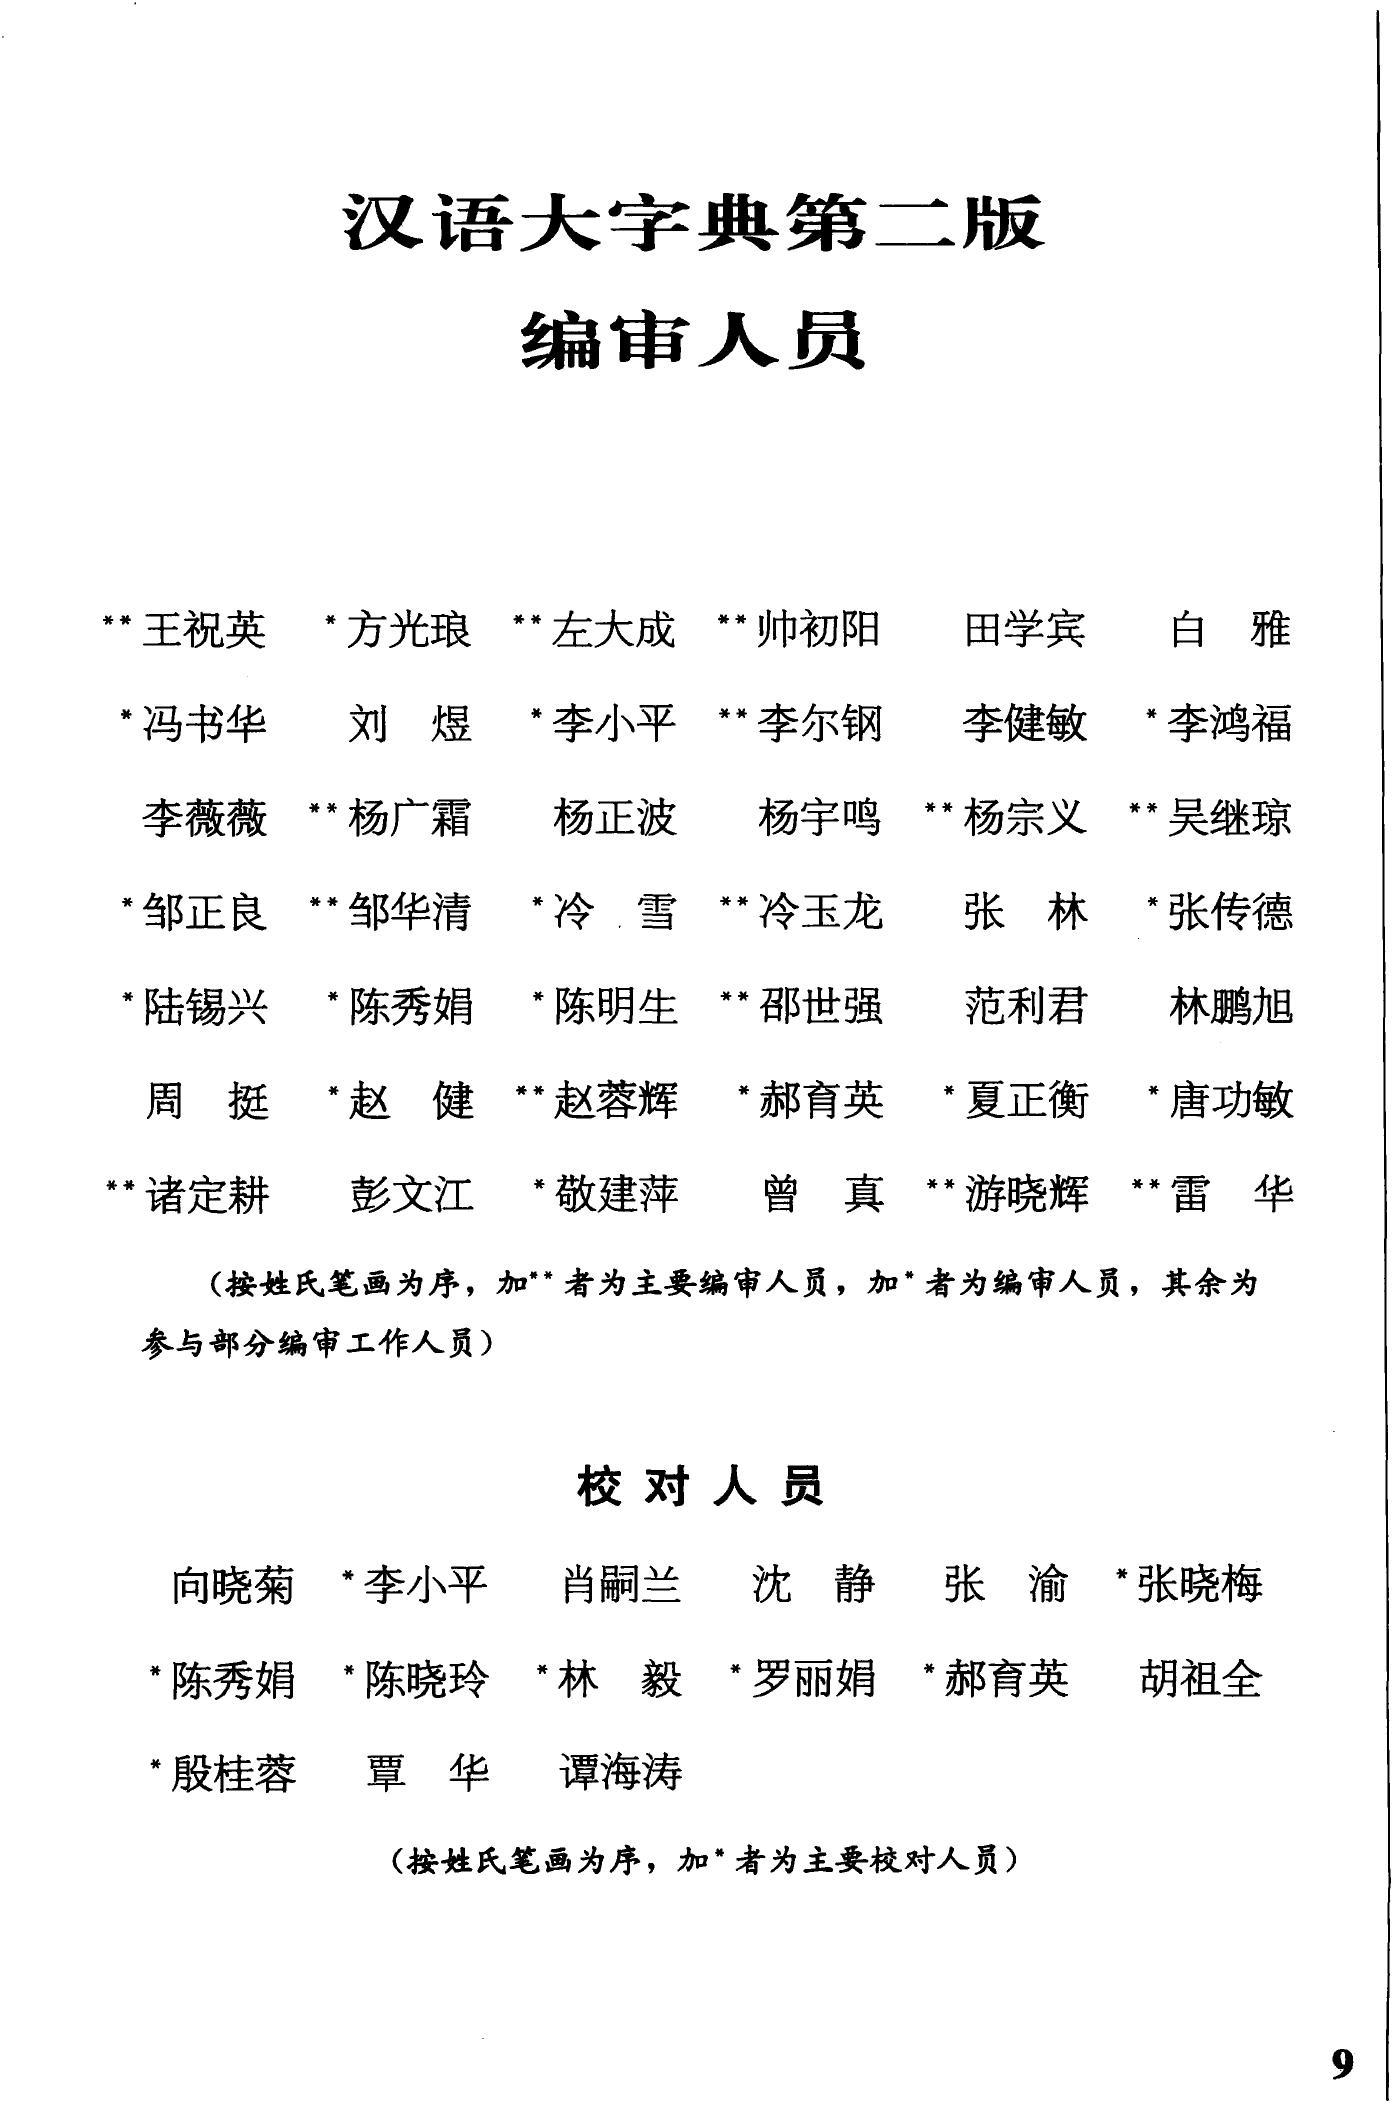 汉语大字典第二版
编审人员
**王祝英 *方光琅 **左大成 **帅初阳 田学宾 白 雅
*冯书华 刘 煜 *李小平 **李尔钢 李健敏 *李鸿福
李薇薇 **杨广霜 杨正波 杨宇鸣 **杨宗义 **吴继琼
*邹正良 **邹华清 *冷 雪 **冷玉龙 张 林 *张传德
*陆锡兴 *陈秀娟 *陈明生 **邵世强 范利君 林鹏旭
周 挺 *赵 健 **赵蓉辉 *郝育英 *夏正衡 *唐功敏
**诸定耕 彭文江 *敬建萍 曾 真 **游晓辉 **雷 华
（按姓氏笔画为序，加**者为主要编审人员，加*者为编审人员，其余为
参与部分编审工作人员）
校对人员
向晓菊 *李小平 肖嗣兰 沈 静 张 渝 *张晓梅
*陈秀娟 *陈晓玲 *林 毅 *罗丽娟 *郝育英 胡祖全
*殷桂蓉 覃 华 谭海涛
（按姓氏笔画为序，加*者为主要校对人员）
9